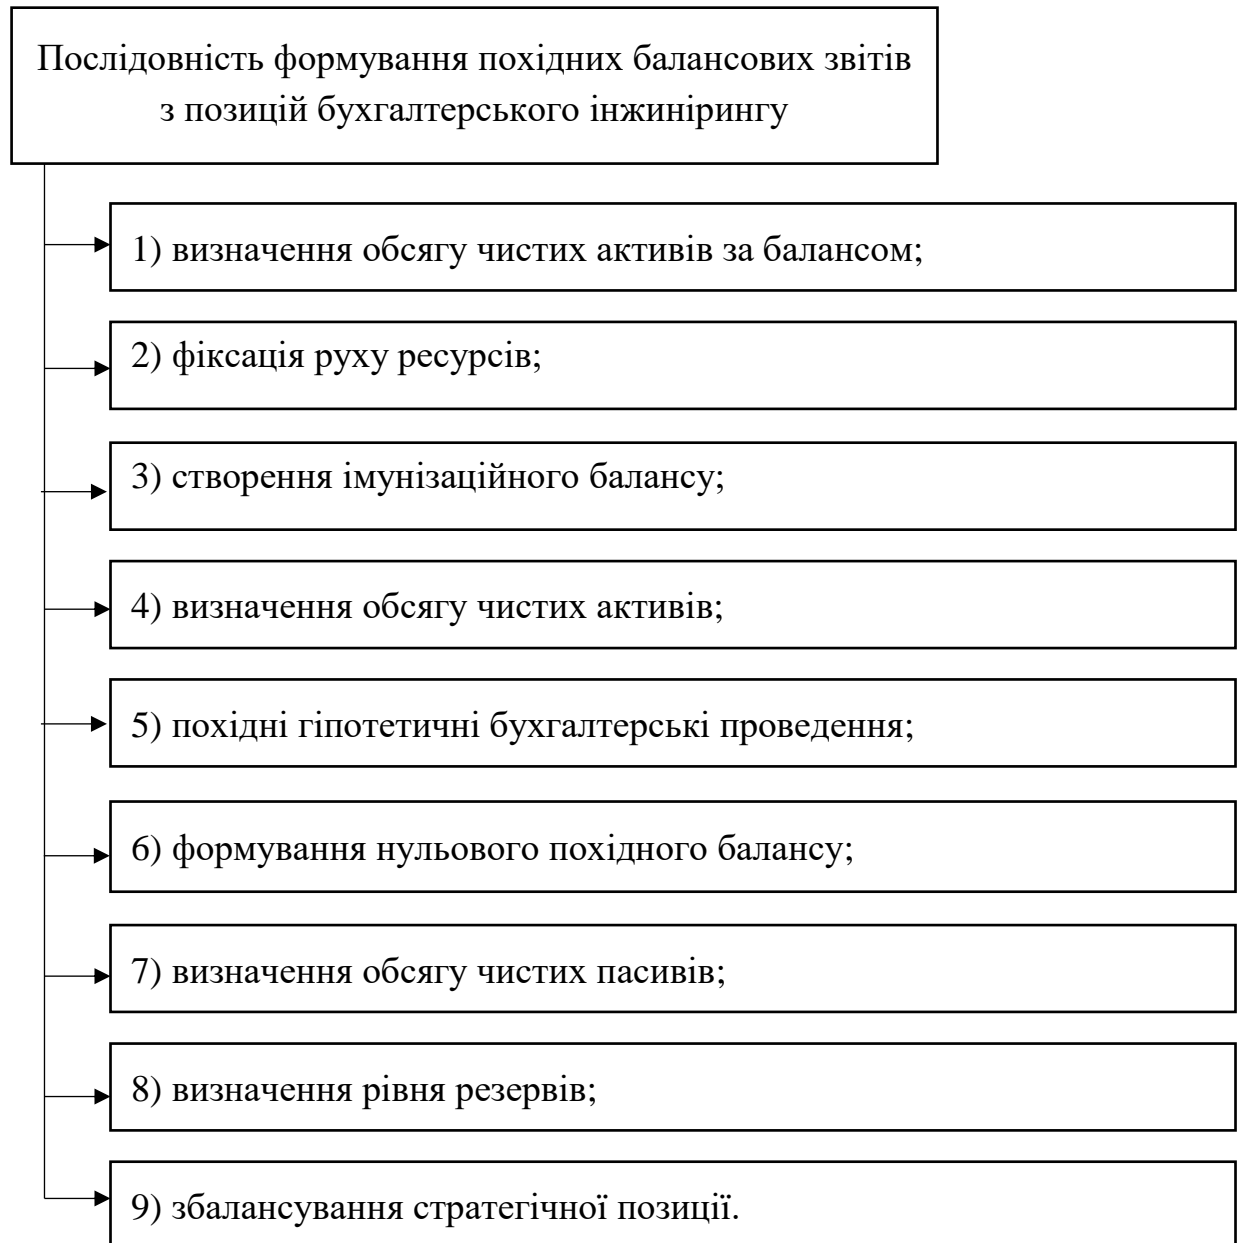 Послідовність формування похідних балансових звітів
з позицій бухгалтерського інжинірингу
1) визначення обсягу чистих активів за балансом;
2) фіксація руху ресурсів;
3) створення імунізаційного балансу;
4) визначення обсягу чистих активів;
5) похідні гіпотетичні бухгалтерські проведення;
6) формування нульового похідного балансу;
7) визначення обсягу чистих пасивів;
8) визначення рівня резервів;
9) збалансування стратегічної позиції.